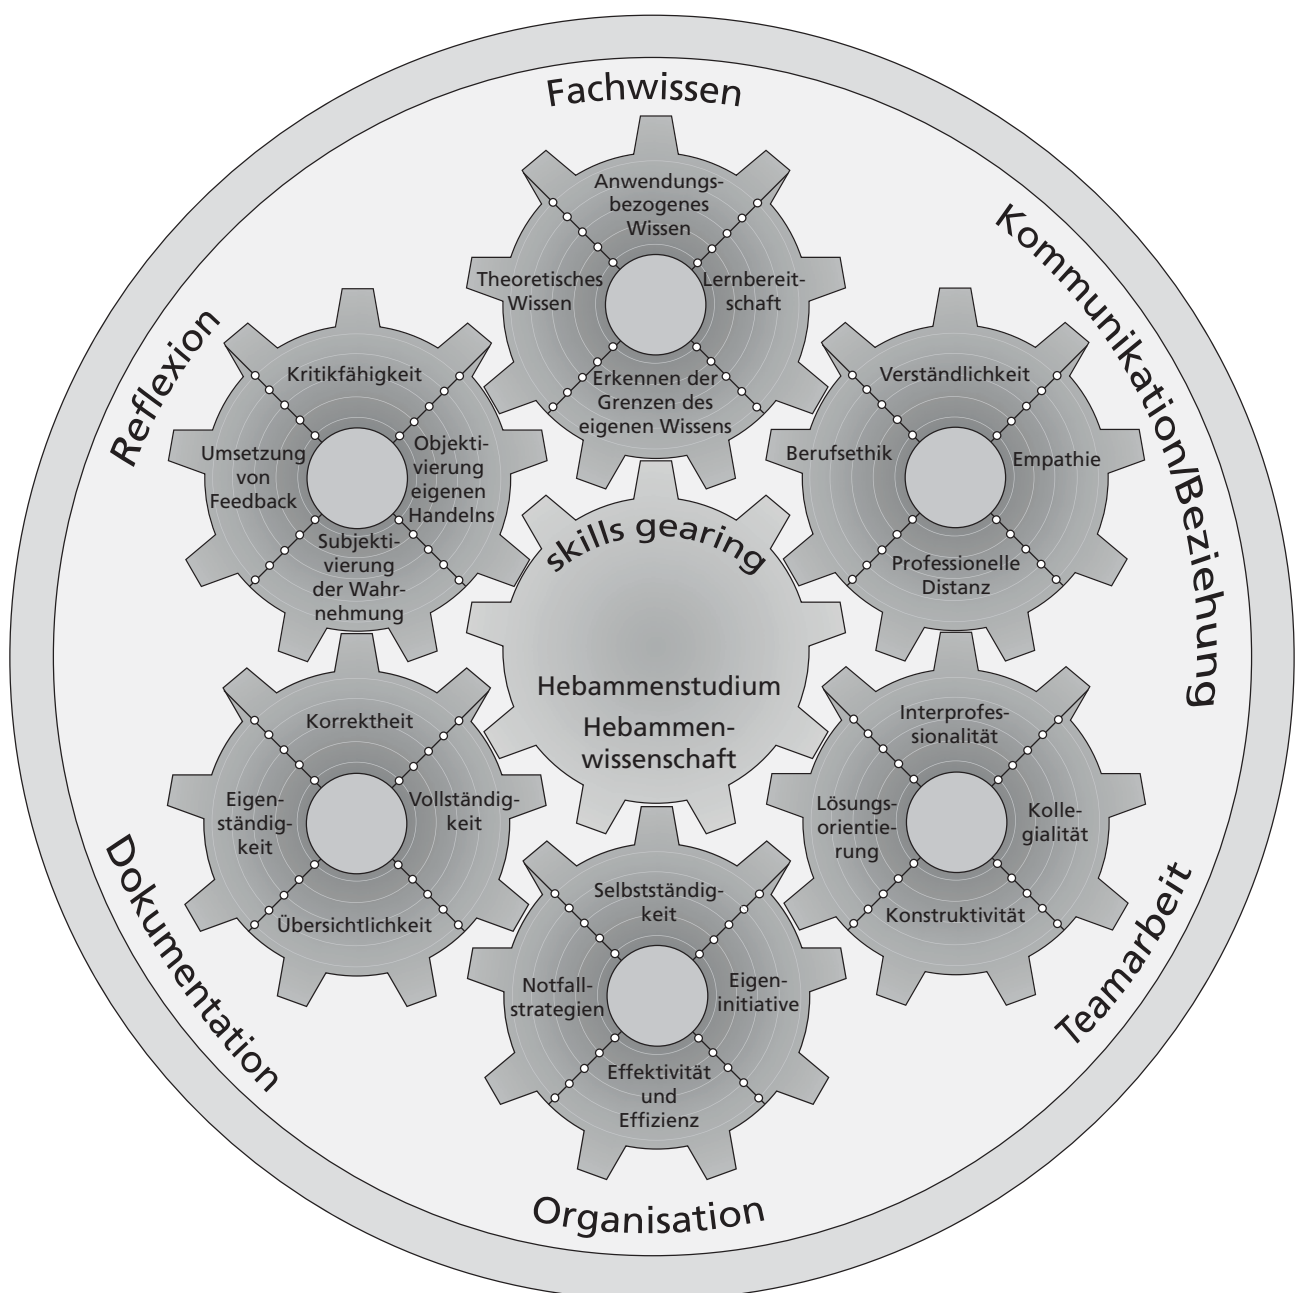 Fachwissen
Anwendungs-
bezogenes
Wissen
Theoretisches
Wissen
Lernbereit-
schaft
Erkennen der
Grenzen des
eigenen Wissens
Kommunikation/Beziehung
Verständlichkeit
Berufsethik
Empathie
Professionelle
Distanz
Reflexion
Kritikfähigkeit
Umsetzung
von
Feedback
Objekti-
vierung
eigenen
Handelns
Subjekti-
vierung
der Wahr-
nehmung
skills gearing
Hebammenstudium
Hebammen-
wissenschaft
Dokumentation
Korrektheit
Eigen-
ständig-
keit
Vollständig-
keit
Übersichtlichkeit
Teamarbeit
Interprofes-
sionalität
Lösungs-
orientie-
rung
Kolle-
gialität
Konstruktivität
Selbstständig-
keit
Notfall-
strategien
Eigen-
initiative
Effektivität
und
Effizienz
Organisation